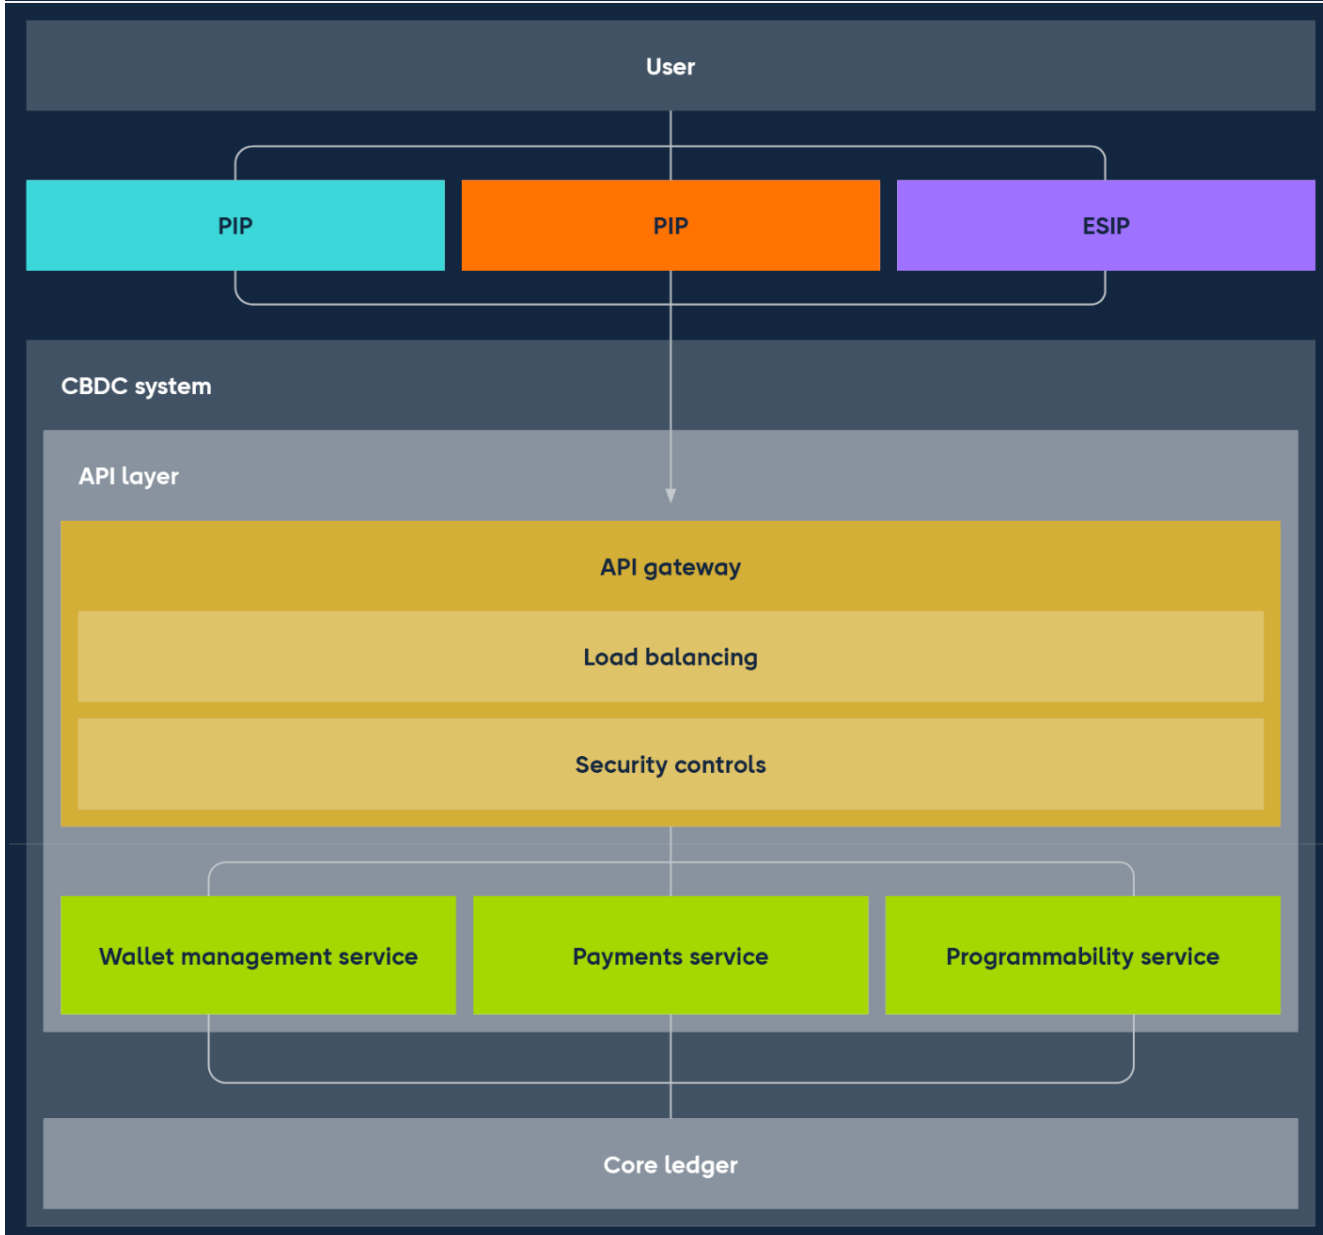 User
PIP
PIP
ESIP
CBDC system
API layer
API gateway
Load balancing
Security controls
Wallet management service
Payments service
Programmability service
Core ledger